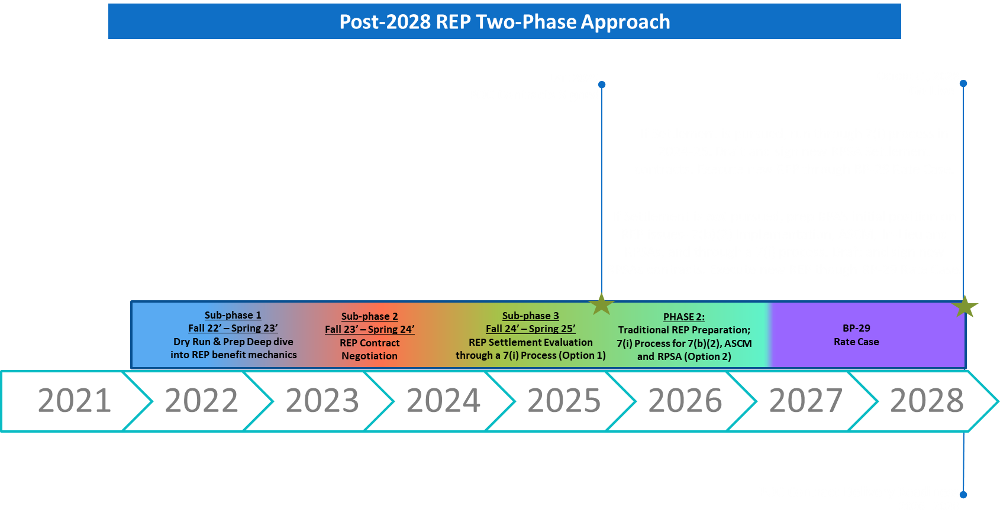 Post-2028 REP Two-Phase Approach
Sub-phase 1
Fall 22’ – Spring 23’
Dry Run & Prep Deep dive
into REP benefit mechanics
Sub-phase 2
Fall 23’ – Spring 24’
REP Contract
Negotiation
Sub-phase 3
Fall 24’ – Spring 25’
REP Settlement Evaluation
through a 7(i) Process (Option 1)
PHASE 2:
Traditional REP Preparation;
7(i) Process for 7(b)(2), ASCM
and RPSA (Option 2)
BP-29
Rate Case
2021
2022
2023
2024
2025
2026
2027
2028